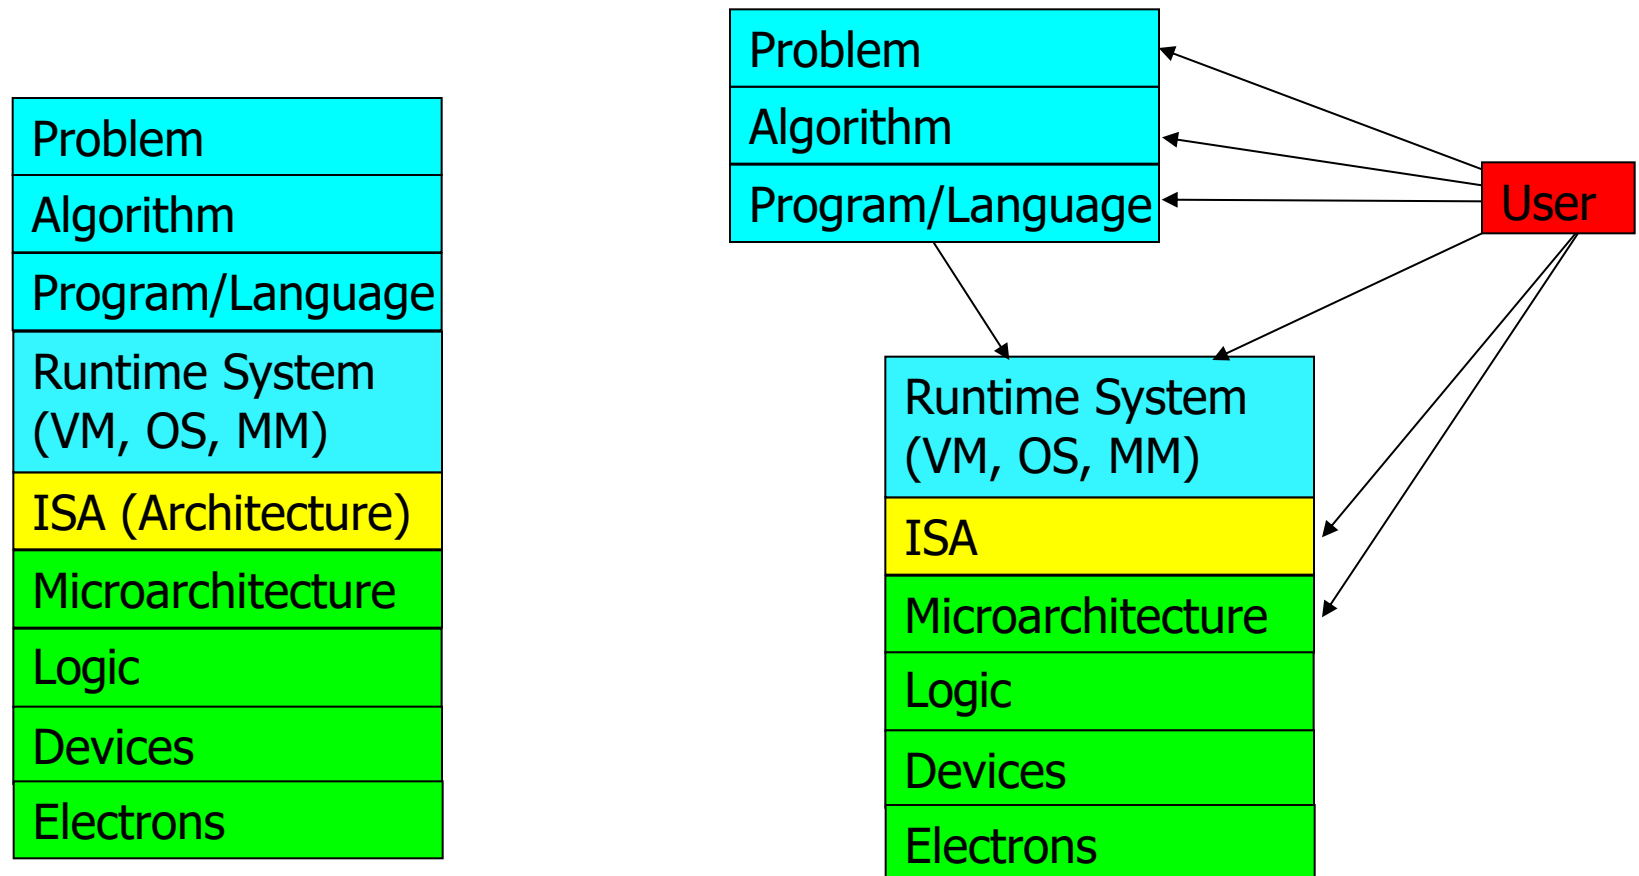 Problem
Algorithm
Program/Language
Runtime System
(VM, OS, MM)
ISA (Architecture)
Microarchitecture
Logic
Devices
Electrons
Problem
Algorithm
Program/Language
User
Runtime System
(VM, OS, MM)
ISA
Microarchitecture
Logic
Devices
Electrons